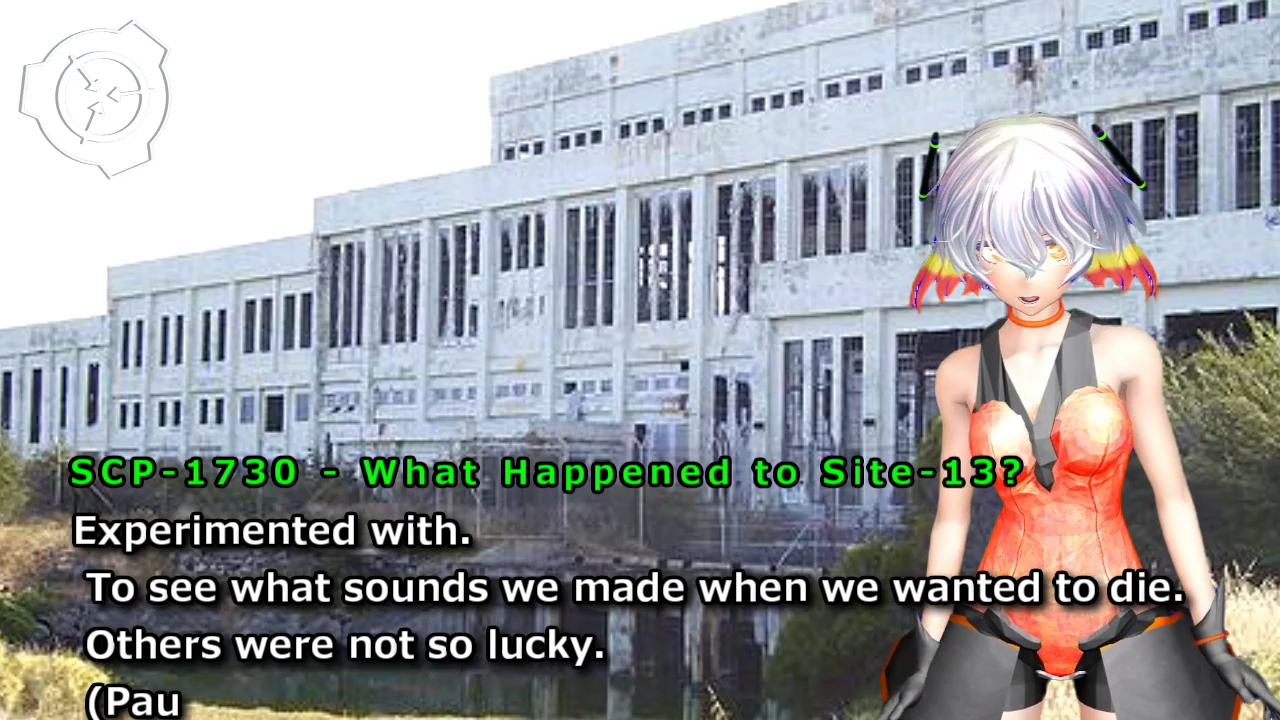 SCP-1730 - What Happened to Site-13?
Experimented with.
To see what sounds we made when we wanted to die.
Others were not so lucky.
(Pau